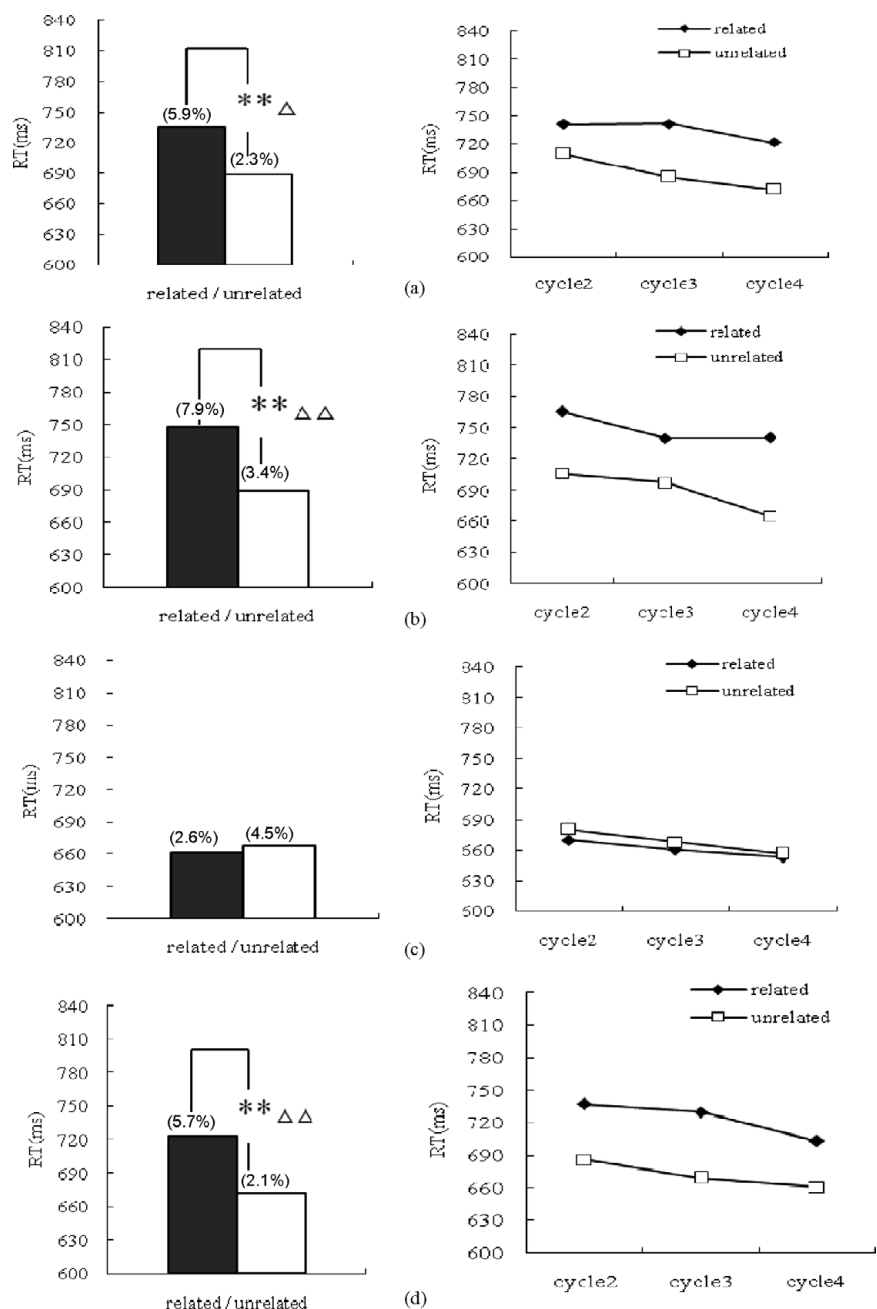 840
810
780
750
720
690
660
630
600
RT(ms)
(5.9%)
**△
(2.3%)
related / unrelated
840
810
780
750
720
690
660
630
600
RT(ms)
related
unrelated
cycle2 cycle3 cycle4
(a)
840
810
780
750
720
690
660
630
600
RT(ms)
(7.9%)
**△△
(3.4%)
related / unrelated
840
810
780
750
720
690
660
630
600
RT(ms)
related
unrelated
cycle2 cycle3 cycle4
(b)
840
810
780
750
720
690
660
630
600
RT(ms)
(2.6%) (4.5%)
related / unrelated
840
810
780
750
720
690
660
630
600
RT(ms)
related
unrelated
cycle2 cycle3 cycle4
(c)
840
810
780
750
720
690
660
630
600
RT(ms)
(5.7%)
**△△
(2.1%)
related / unrelated
840
810
780
750
720
690
660
630
600
RT(ms)
related
unrelated
cycle2 cycle3 cycle4
(d)